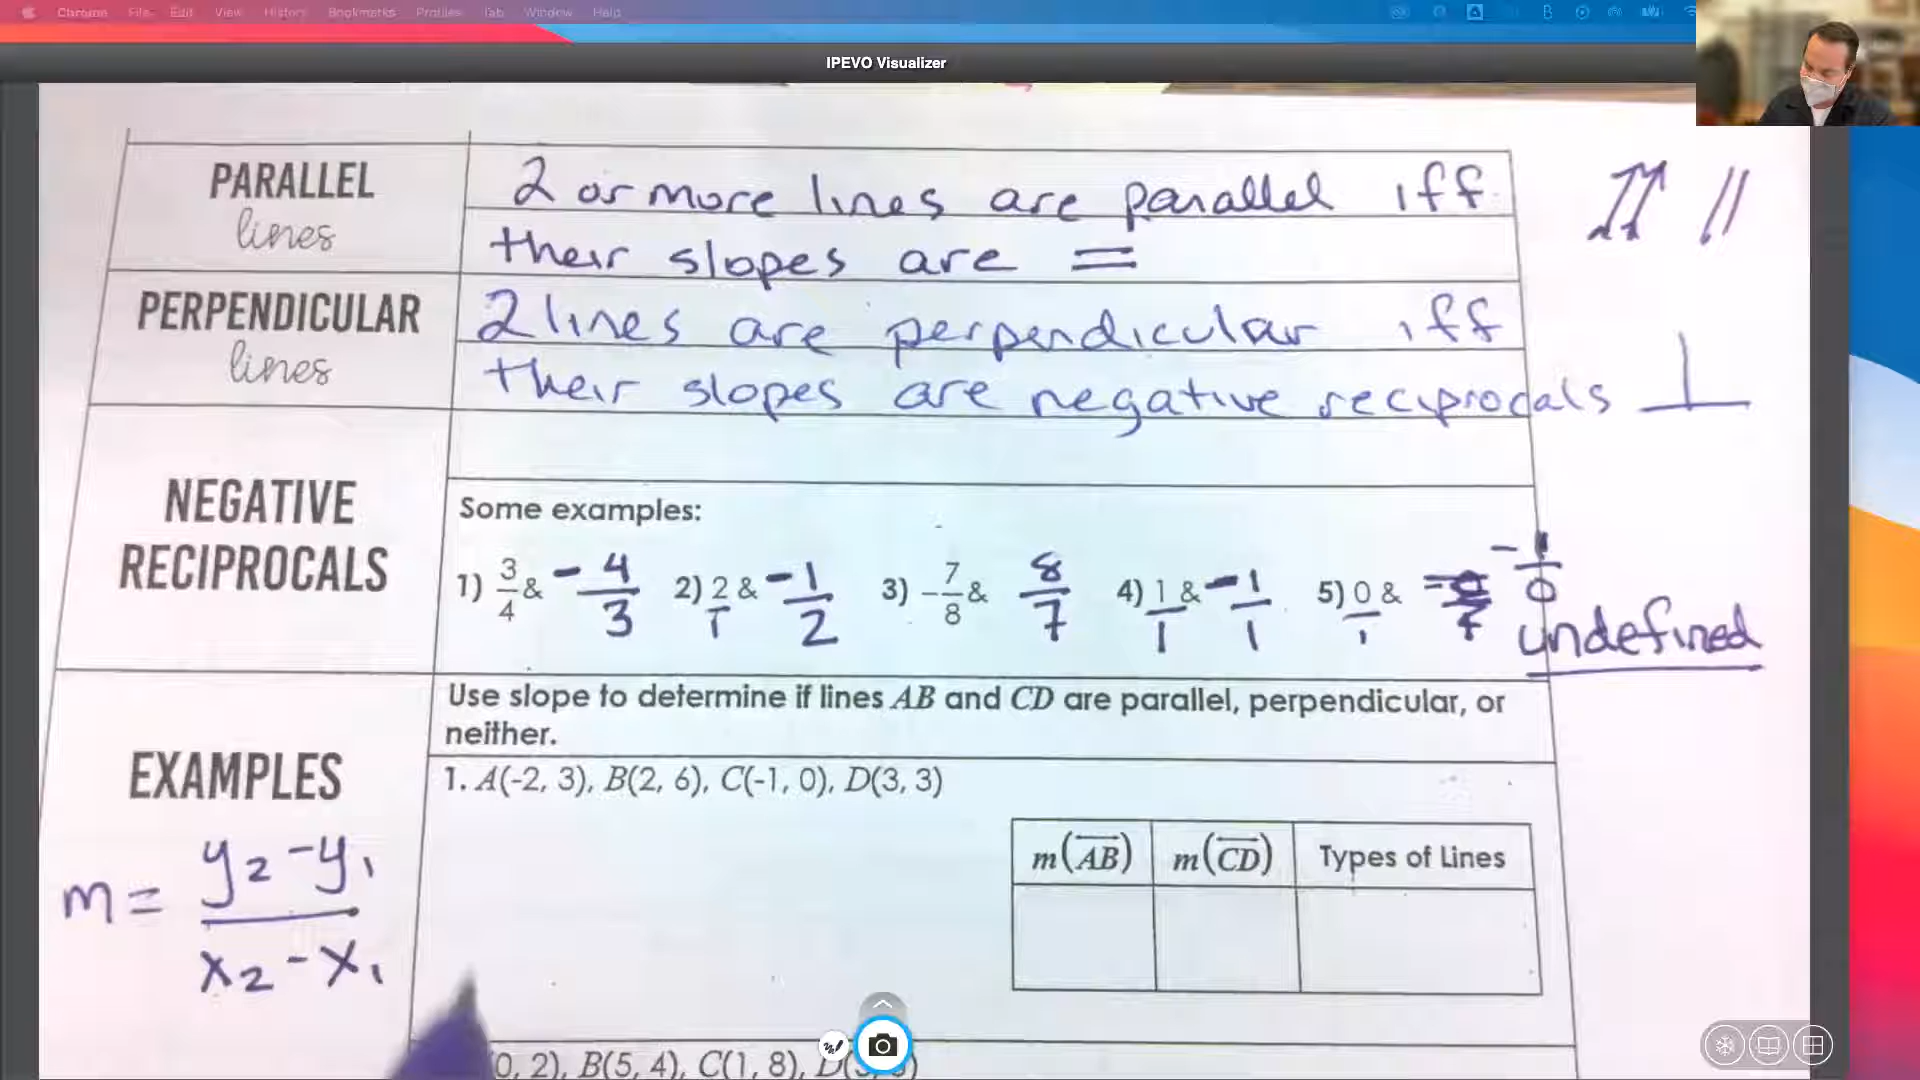 Chrome File Edit View History Bookmarks Profiles Tab Window Help
IPEVO Visualizer
PARALLEL
lines
2 or more lines are parallel iff
their slopes are =
PERPENDICULAR
lines
2 lines are perpendicular iff
their slopes are negative reciprocals ⊥
NEGATIVE
RECIPROCALS
Some examples:
1) 3/4 & -4/3 2) 2/1 & -1/2 3) -7/8 & 8/7 4) 1/1 & -1/1 5) 0/1 & -1/0
undefined
EXAMPLES
m = y₂-y₁ / x₂-x₁
Use slope to determine if lines AB and CD are parallel, perpendicular, or
neither.
1. A(-2, 3), B(2, 6), C(-1, 0), D(3, 3)
m(AB) m(CD) Types of Lines
0, 2), B(5, 4), C(1, 8), D(